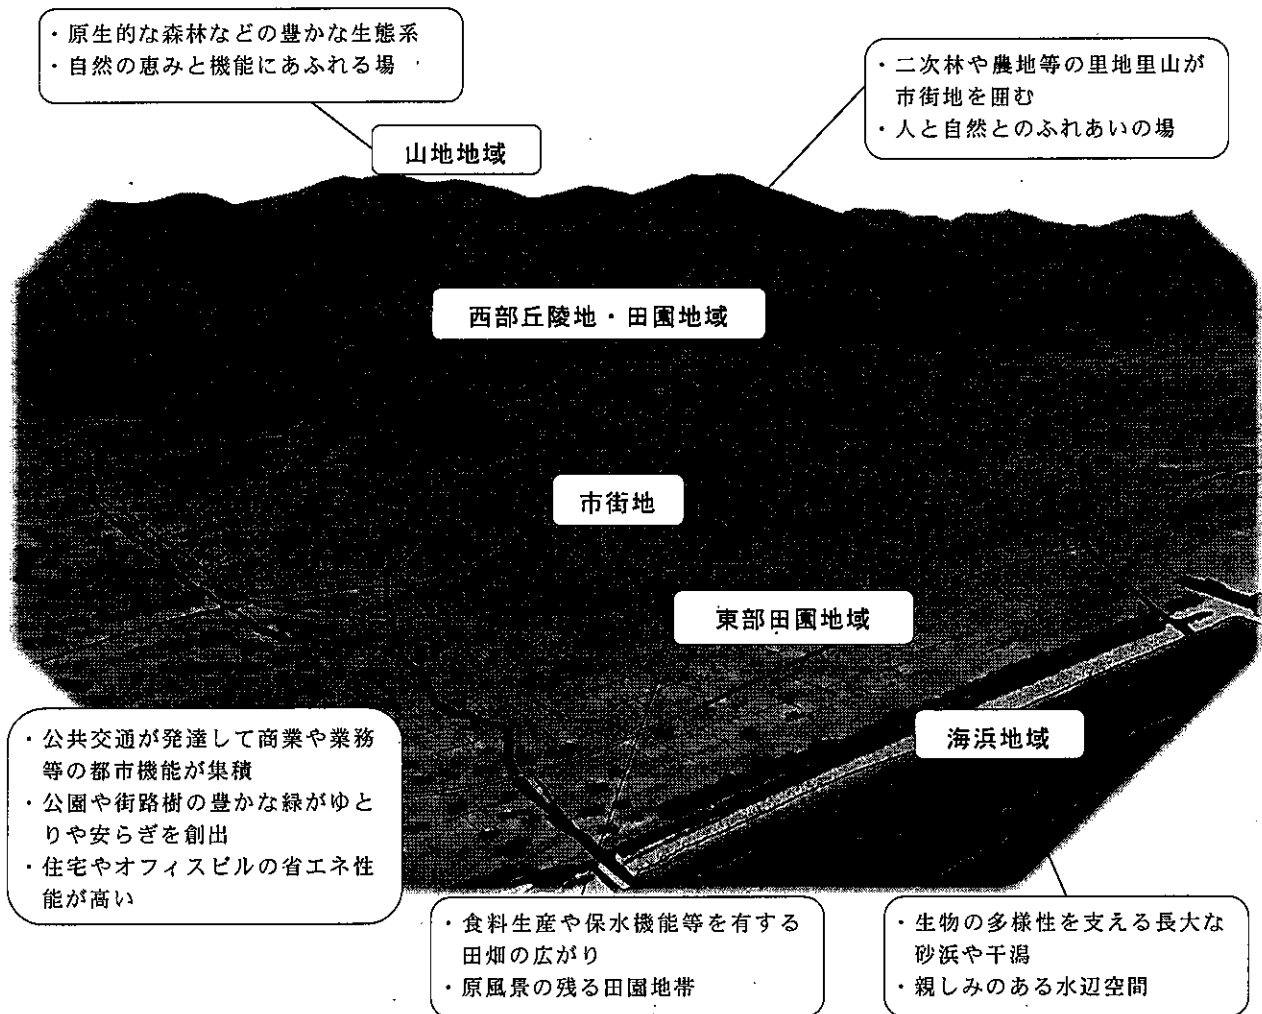 ・原生的な森林などの豊かな生態系
・自然の恵みと機能にあふれる場
・二次林や農地等の里地里山が
市街地を囲む
・人と自然とのふれあいの場
山地地域
西部丘陵地・田園地域
市街地
東部田園地域
海浜地域
・公共交通が発達して商業や業務
等の都市機能が集積
・公園や街路樹の豊かな緑がゆと
りや安らぎを創出
・住宅やオフィスビルの省エネ性
能が高い
・食料生産や保水機能等を有する
田畑の広がり
・原風景の残る田園地帯
・生物の多様性を支える長大な
砂浜や干潟
・親しみのある水辺空間